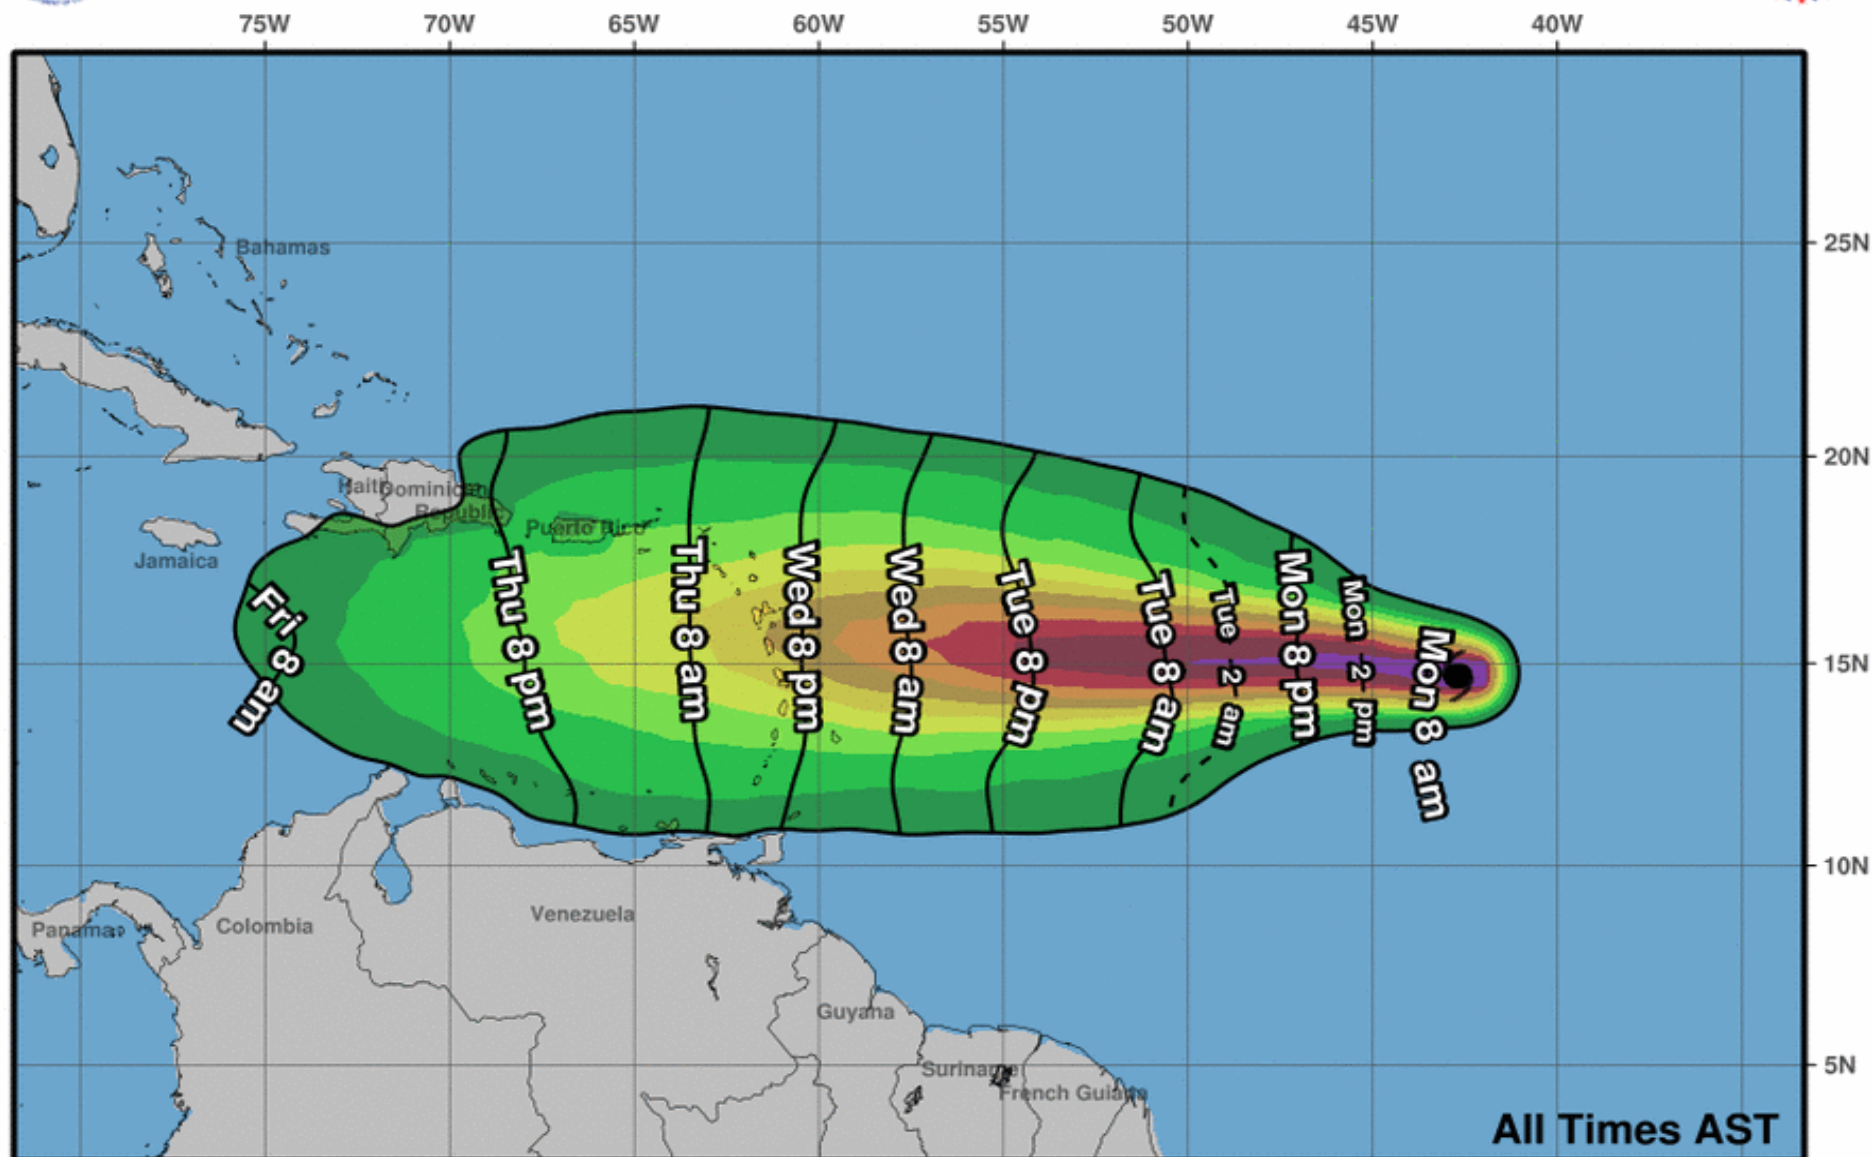 75W 70W 65W 60W 55W 50W 45W 40W
25N
20N
15N
10N
5N
Bahamas
Haiti
Dominican
Republic
Puerto Rico
Jamaica
Fri 8 am
Thu 8 pm
Thu 8 am
Wed 8 pm
Wed 8 am
Tue 8 pm
Tue 8 am
Tue 2 am
Mon 8 pm
Mon 2 pm
Mon 8 am
Panama
Colombia
Venezuela
Guyana
Suriname
French Guiana
All Times AST